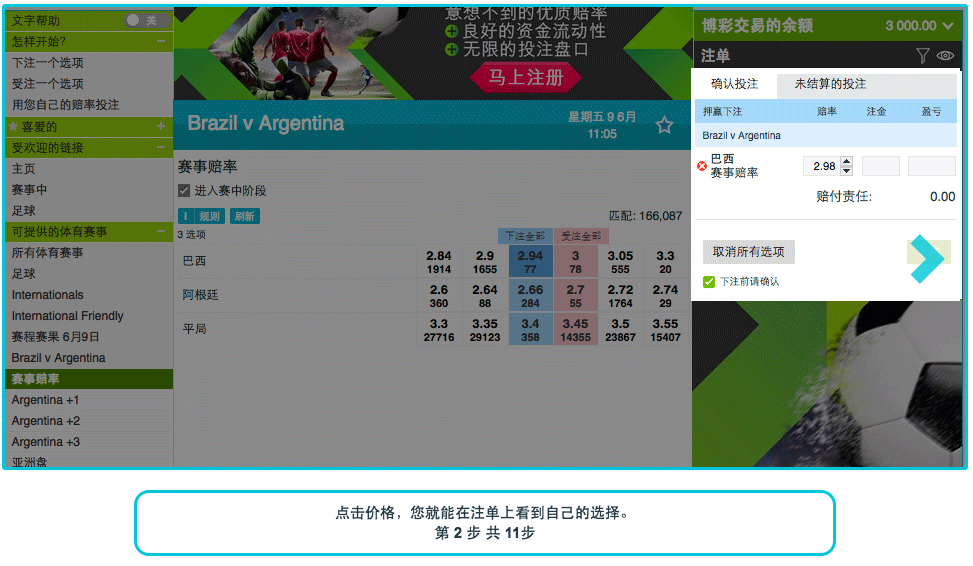 文字帮助 关
怎样开始?
下注一个选项
受注一个选项
用您自己的赔率投注
喜爱的
受欢迎的链接
主页
赛事中
足球
可提供的体育赛事
所有体育赛事
足球
Internationals
International Friendly
赛程赛果 6月9日
Brazil v Argentina
赛事赔率
Argentina +1
Argentina +2
Argentina +3
亚洲盘
意想不到的优质赔率
良好的资金流动性
无限的投注盘口
马上注册
Brazil v Argentina
星期五 9 6月
11:05
赛事赔率
进入赛中阶段
规则 刷新
匹配: 166,087
3 选项
下注全部 受注全部
巴西 2.84 2.9 2.94 3 3.05 3.3
1914 1655 77 78 555 20
阿根廷 2.6 2.64 2.66 2.7 2.72 2.74
360 88 284 55 1764 29
平局 3.3 3.35 3.4 3.45 3.5 3.55
27716 29123 358 14355 23867 15407
博彩交易的余额 3 000.00
注单
确认投注 未结算的投注
押赢下注 赔率 注金 盈亏
Brazil v Argentina
巴西
赛事赔率 2.98
赔付责任: 0.00
取消所有选项
下注前请确认
点击价格，您就能在注单上看到自己的选择。
第 2 步 共 11步